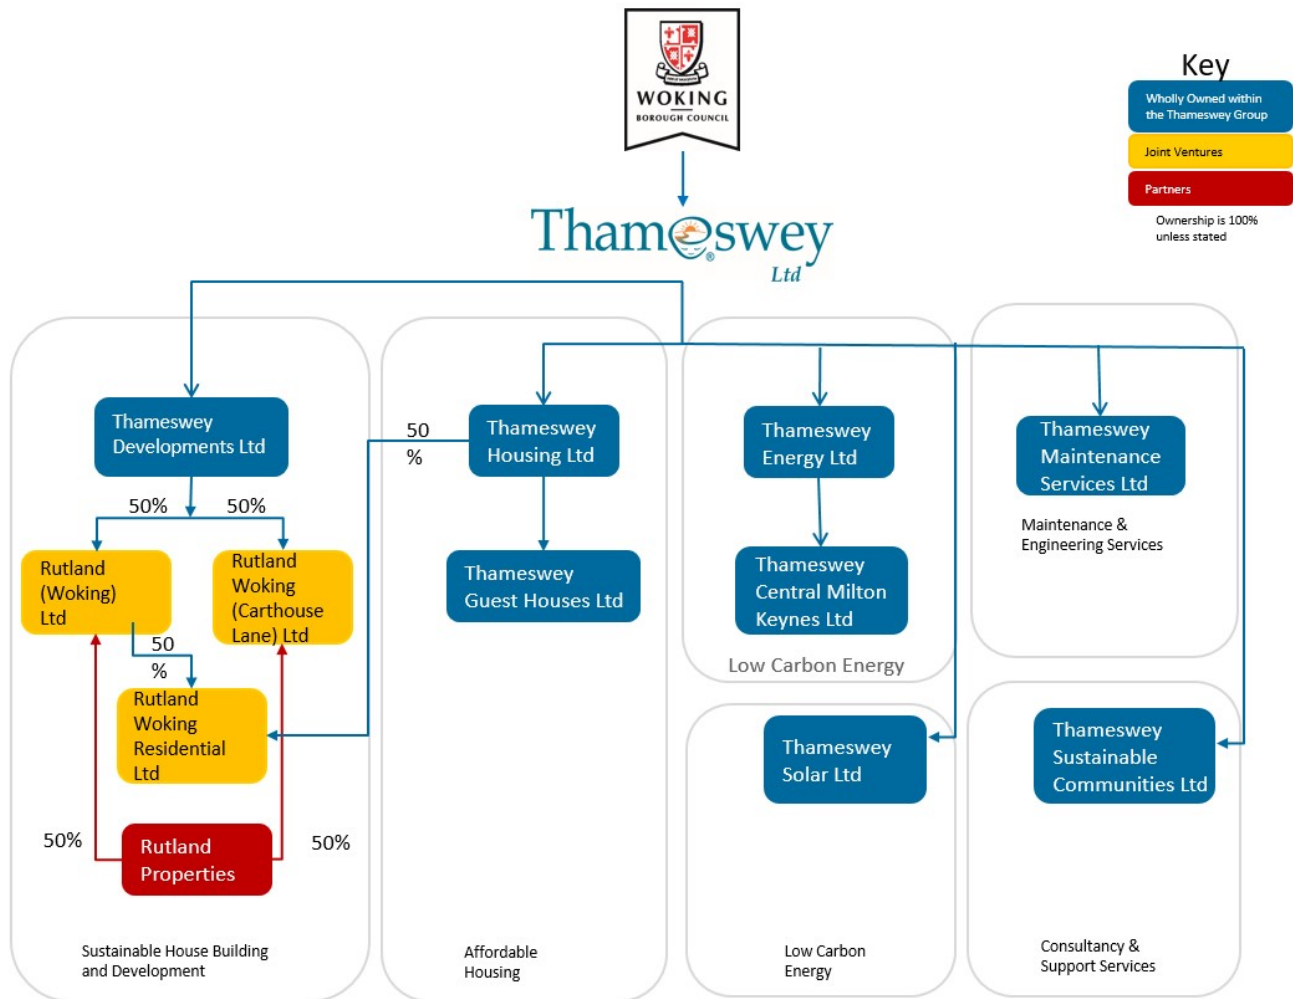 WOKING
BOROUGH COUNCIL
Key
Wholly Owned within
the Thameswey Group
Joint Ventures
Partners
Ownership is 100%
unless stated
Thameswey
®
Ltd
Thameswey
Developments Ltd
50
%
Thameswey
Housing Ltd
Thameswey
Energy Ltd
Thameswey
Maintenance
Services Ltd
50%
50%
Maintenance &
Engineering Services
Rutland
(Woking)
Ltd
Rutland
Woking
(Carthouse
Lane) Ltd
Thameswey
Guest Houses Ltd
Thameswey
Central Milton
Keynes Ltd
50
%
Low Carbon Energy
Rutland
Woking
Residential
Ltd
Thameswey
Solar Ltd
Thameswey
Sustainable
Communities Ltd
50%
Rutland
Properties
50%
Sustainable House Building
and Development
Affordable
Housing
Low Carbon
Energy
Consultancy &
Support Services